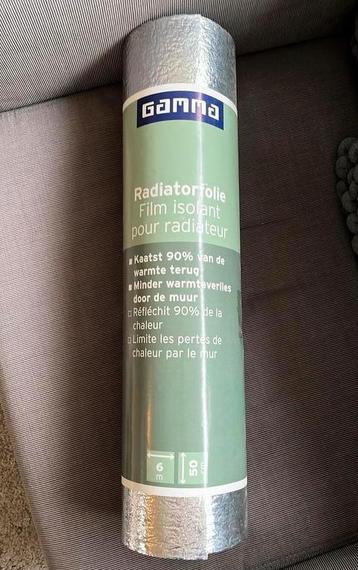 GAMMA
Radiatorfolie
Film isolant
pour radiateur
Kaatst 90% van de
warmte terug
Minder warmteverlies
door de muur
Réfléchit 90% de la
chaleur
Limite les pertes de
chaleur par le mur
6
m
50